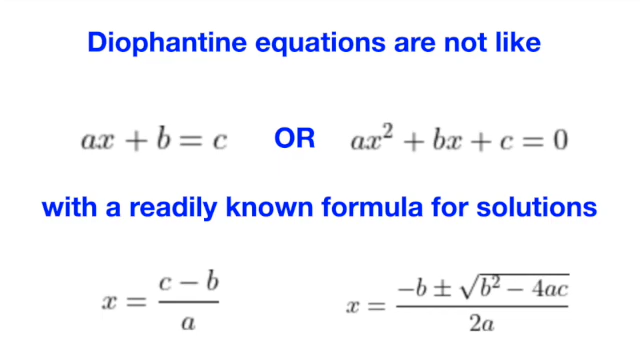 Diophantine equations are not like
ax + b = c OR ax² + bx + c = 0
with a readily known formula for solutions
x = (c − b)/a x = (−b ± √(b² − 4ac))/(2a)